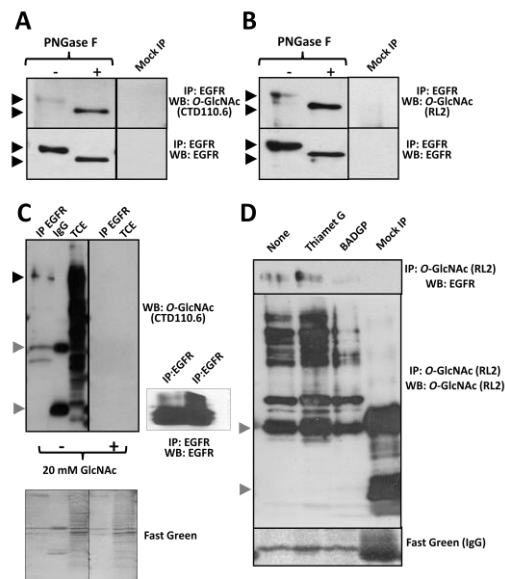 A
PNGase F
- +
Mock IP
IP: EGFR
WB: O-GlcNAc
(CTD110.6)
IP: EGFR
WB: EGFR
B
PNGase F
- +
Mock IP
IP: EGFR
WB: O-GlcNAc
(RL2)
IP: EGFR
WB: EGFR
C
IP EGFR
IgG
TCE
IP EGFR
TCE
WB: O-GlcNAc
(CTD110.6)
- +
20 mM GlcNAc
IP:EGFR
IP:EGFR
IP: EGFR
WB: EGFR
Fast Green
D
None
Thiamet G
BADGP
Mock IP
IP: O-GlcNAc (RL2)
WB: EGFR
IP: O-GlcNAc (RL2)
WB: O-GlcNAc (RL2)
Fast Green (IgG)